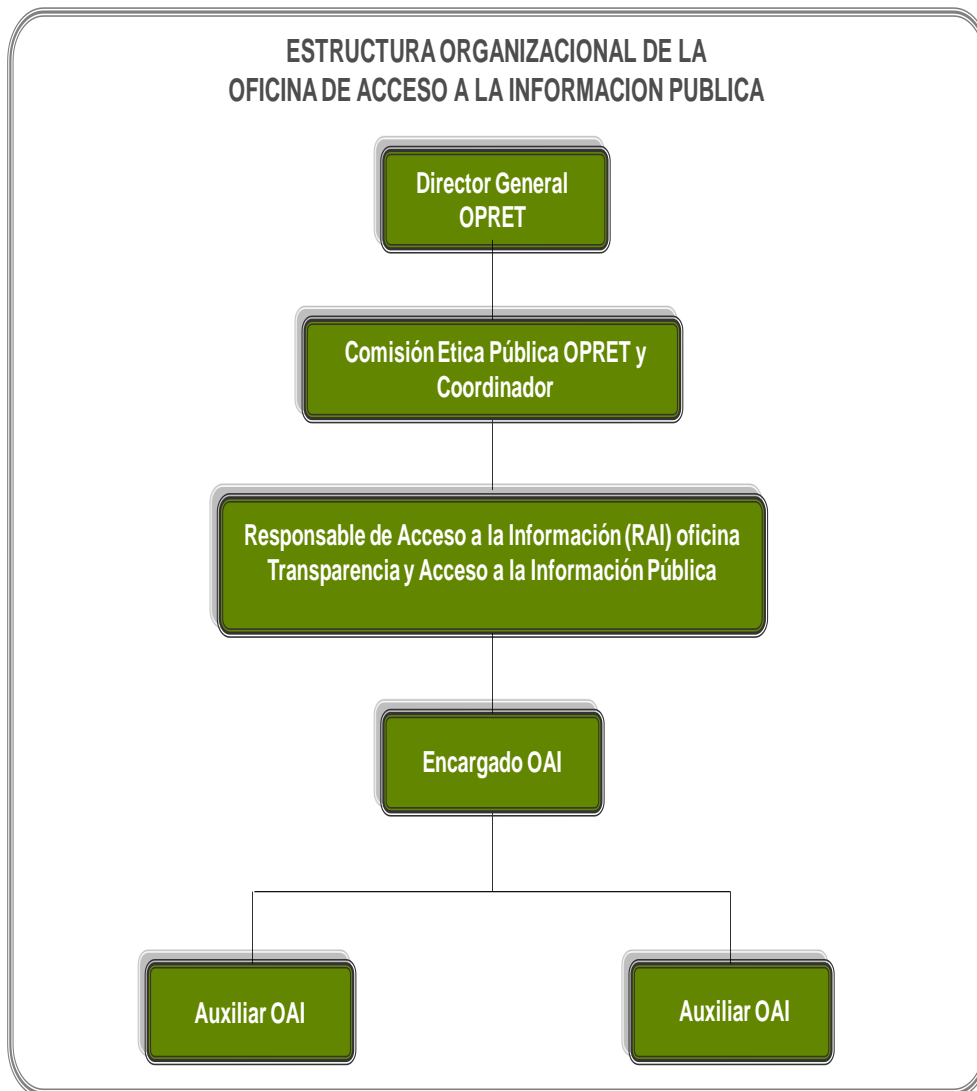 ESTRUCTURA ORGANIZACIONAL DE LA
OFICINA DE ACCESO A LA INFORMACION PUBLICA
Director General
OPRET
Comisión Etica Pública OPRET y
Coordinador
Responsable de Acceso a la Información (RAI) oficina
Transparencia y Acceso a la Información Pública
Encargado OAI
Auxiliar OAI
Auxiliar OAI